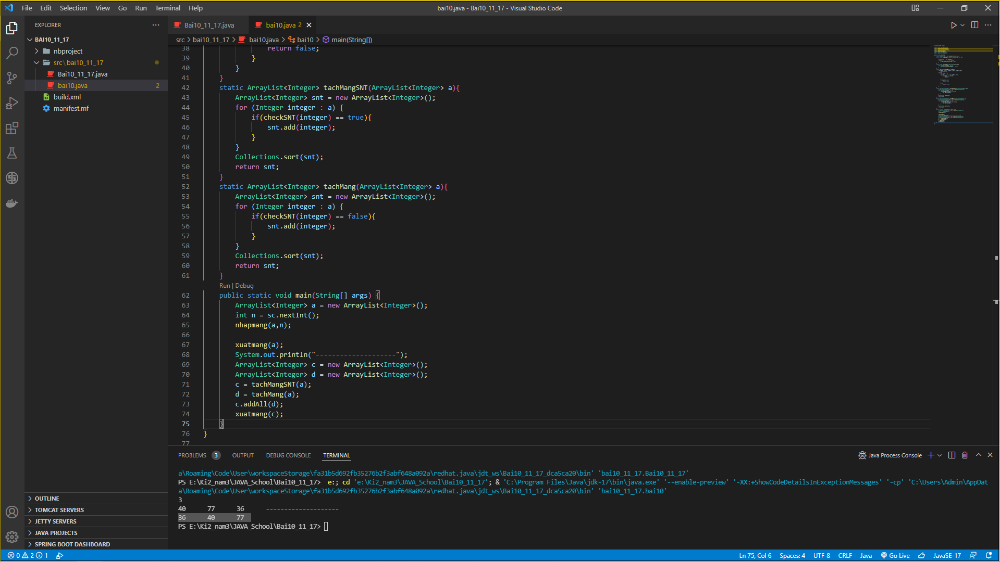 File Edit Selection View Go Run Terminal Help
bai10.java - Bai10_11_17 - Visual Studio Code
EXPLORER
BAI10_11_17
nbproject
src\bai10_11_17
Bai10_11_17.java
bai10.java 2
build.xml
manifest.mf
OUTLINE
TOMCAT SERVERS
JETTY SERVERS
JAVA PROJECTS
SPRING BOOT DASHBOARD
Bai10_11_17.java
bai10.java 2
src > bai10_11_17 > bai10.java > bai10 > main(String[])
38 return false;
39 }
40 }
41 }
42 static ArrayList<Integer> tachMangSNT(ArrayList<Integer> a){
43 ArrayList<Integer> snt = new ArrayList<Integer>();
44 for (Integer integer : a) {
45 if(checkSNT(integer) == true){
46 snt.add(integer);
47 }
48 }
49 Collections.sort(snt);
50 return snt;
51 }
52 static ArrayList<Integer> tachMang(ArrayList<Integer> a){
53 ArrayList<Integer> snt = new ArrayList<Integer>();
54 for (Integer integer : a) {
55 if(checkSNT(integer) == false){
56 snt.add(integer);
57 }
58 }
59 Collections.sort(snt);
60 return snt;
61 }
Run | Debug
62 public static void main(String[] args) {
63 ArrayList<Integer> a = new ArrayList<Integer>();
64 int n = sc.nextInt();
65 nhapmang(a,n);
66
67 xuatmang(a);
68 System.out.println("--------------------");
69 ArrayList<Integer> c = new ArrayList<Integer>();
70 ArrayList<Integer> d = new ArrayList<Integer>();
71 c = tachMangSNT(a);
72 d = tachMang(a);
73 c.addAll(d);
74 xuatmang(c);
75 }
76 }
77
PROBLEMS 3 OUTPUT DEBUG CONSOLE TERMINAL
Java Process Console
a\Roaming\Code\User\workspaceStorage\fa31b5d692fb35276b2f3abf648a092a\redhat.java\jdt_ws\Bai10_11_17_dca5ca20\bin' 'bai10_11_17.Bai10_11_17'
PS E:\Ki2_nam3\JAVA_School\Bai10_11_17> e:; cd 'e:\Ki2_nam3\JAVA_School\Bai10_11_17'; & 'C:\Program Files\Java\jdk-17\bin\java.exe' '--enable-preview' '-XX:+ShowCodeDetailsInExceptionMessages' '-cp' 'C:\Users\Admin\AppDat
a\Roaming\Code\User\workspaceStorage\fa31b5d692fb35276b2f3abf648a092a\redhat.java\jdt_ws\Bai10_11_17_dca5ca20\bin' 'bai10_11_17.bai10'
3
40 77 36 --------------------
36 40 77
PS E:\Ki2_nam3\JAVA_School\Bai10_11_17>
0 2 1
Ln 75, Col 6 Spaces: 4 UTF-8 CRLF Java Go Live JavaSE-17